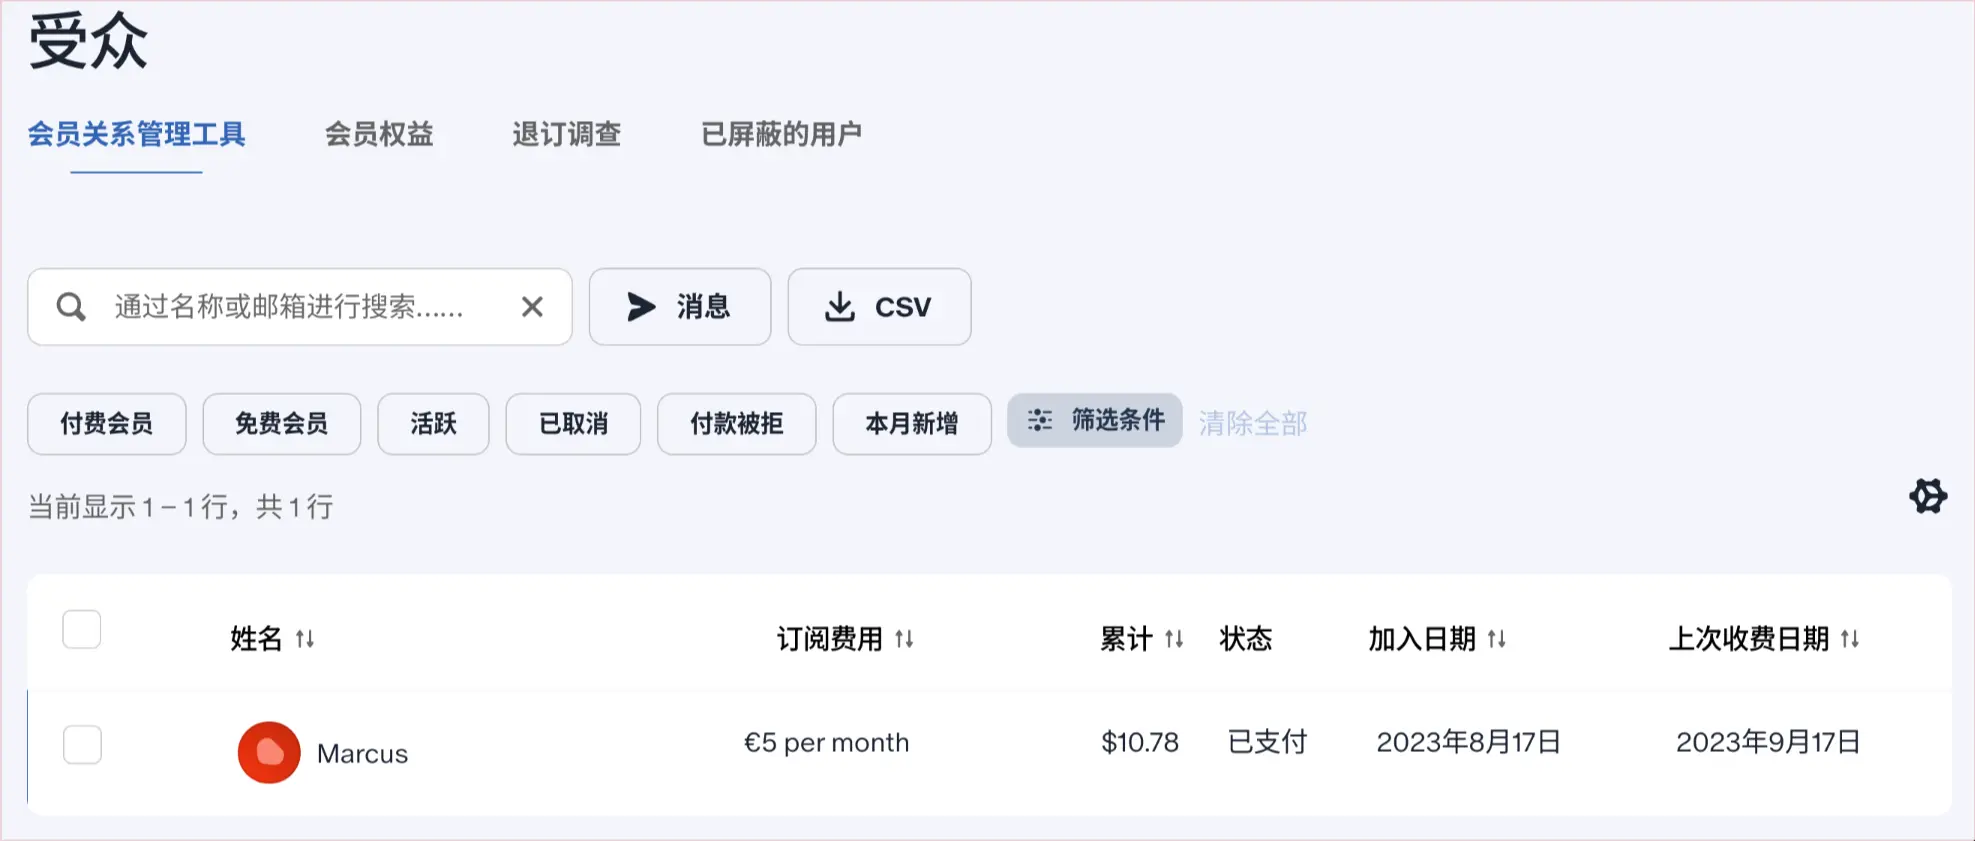 受众
会员关系管理工具 会员权益 退订调查 已屏蔽的用户
通过名称或邮箱进行搜索…… 消息 CSV
付费会员 免费会员 活跃 已取消 付款被拒 本月新增 筛选条件 清除全部
当前显示 1 – 1 行，共 1 行
姓名 订阅费用 累计 状态 加入日期 上次收费日期
Marcus €5 per month $10.78 已支付 2023年8月17日 2023年9月17日